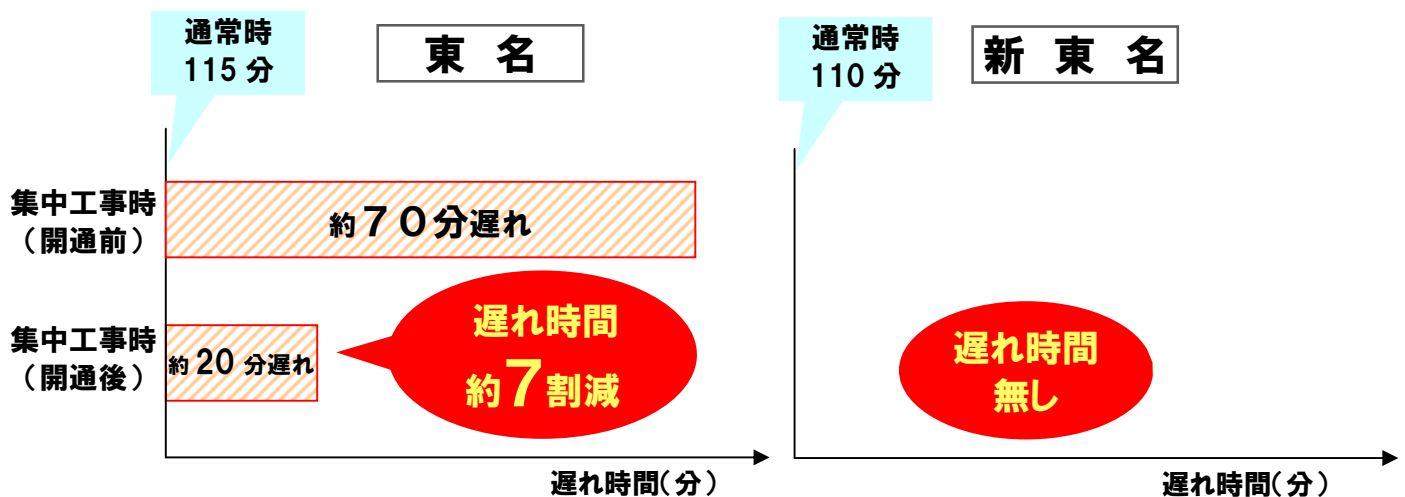 通常時
115分
東名
集中工事時
（開通前）
約７０分遅れ
集中工事時
（開通後）
約20分遅れ
遅れ時間
約7割減
遅れ時間（分）
通常時
110分
新東名
遅れ時間
無し
遅れ時間（分）